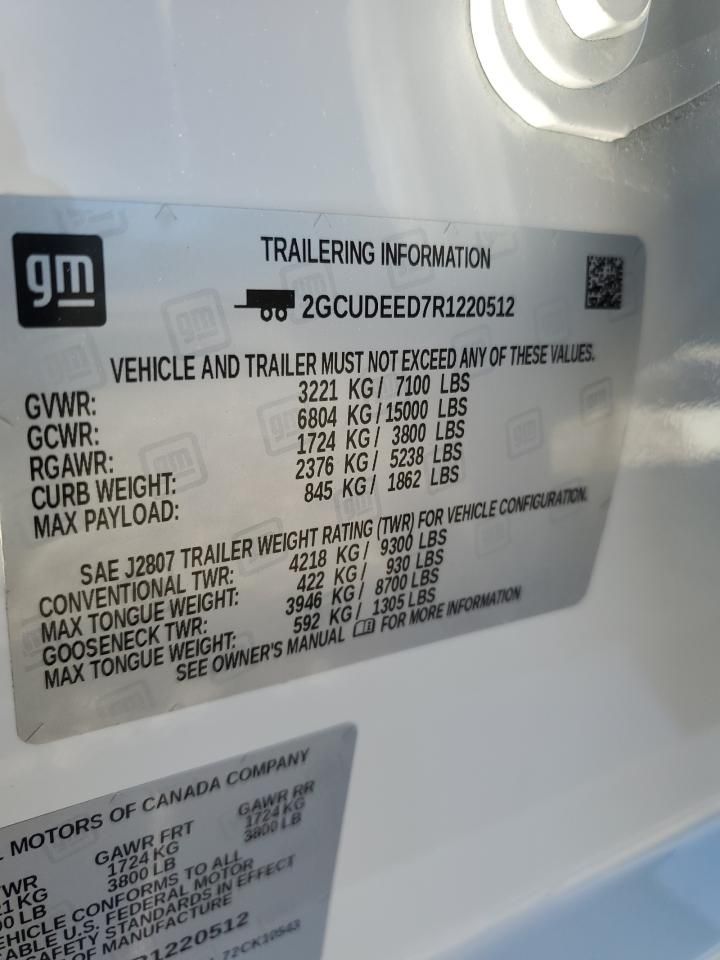 gm
TRAILERING INFORMATION
2GCUDEED7R1220512
VEHICLE AND TRAILER MUST NOT EXCEED ANY OF THESE VALUES.
GVWR: 3221 KG / 7100 LBS
GCWR: 6804 KG / 15000 LBS
RGAWR: 1724 KG / 3800 LBS
CURB WEIGHT: 2376 KG / 5238 LBS
MAX PAYLOAD: 845 KG / 1862 LBS
SAE J2807 TRAILER WEIGHT RATING (TWR) FOR VEHICLE CONFIGURATION.
CONVENTIONAL TWR: 4218 KG / 9300 LBS
MAX TONGUE WEIGHT: 422 KG / 930 LBS
GOOSENECK TWR: 3946 KG / 8700 LBS
MAX TONGUE WEIGHT: 592 KG / 1305 LBS
SEE OWNER'S MANUAL FOR MORE INFORMATION
MOTORS OF CANADA COMPANY
GAWR FRT GAWR RR
1724 KG 1724 KG
3800 LB 3800 LB
VEHICLE CONFORMS TO ALL
U.S. FEDERAL MOTOR
SAFETY STANDARDS IN EFFECT
OF MANUFACTURE
R1220512
72CK10543